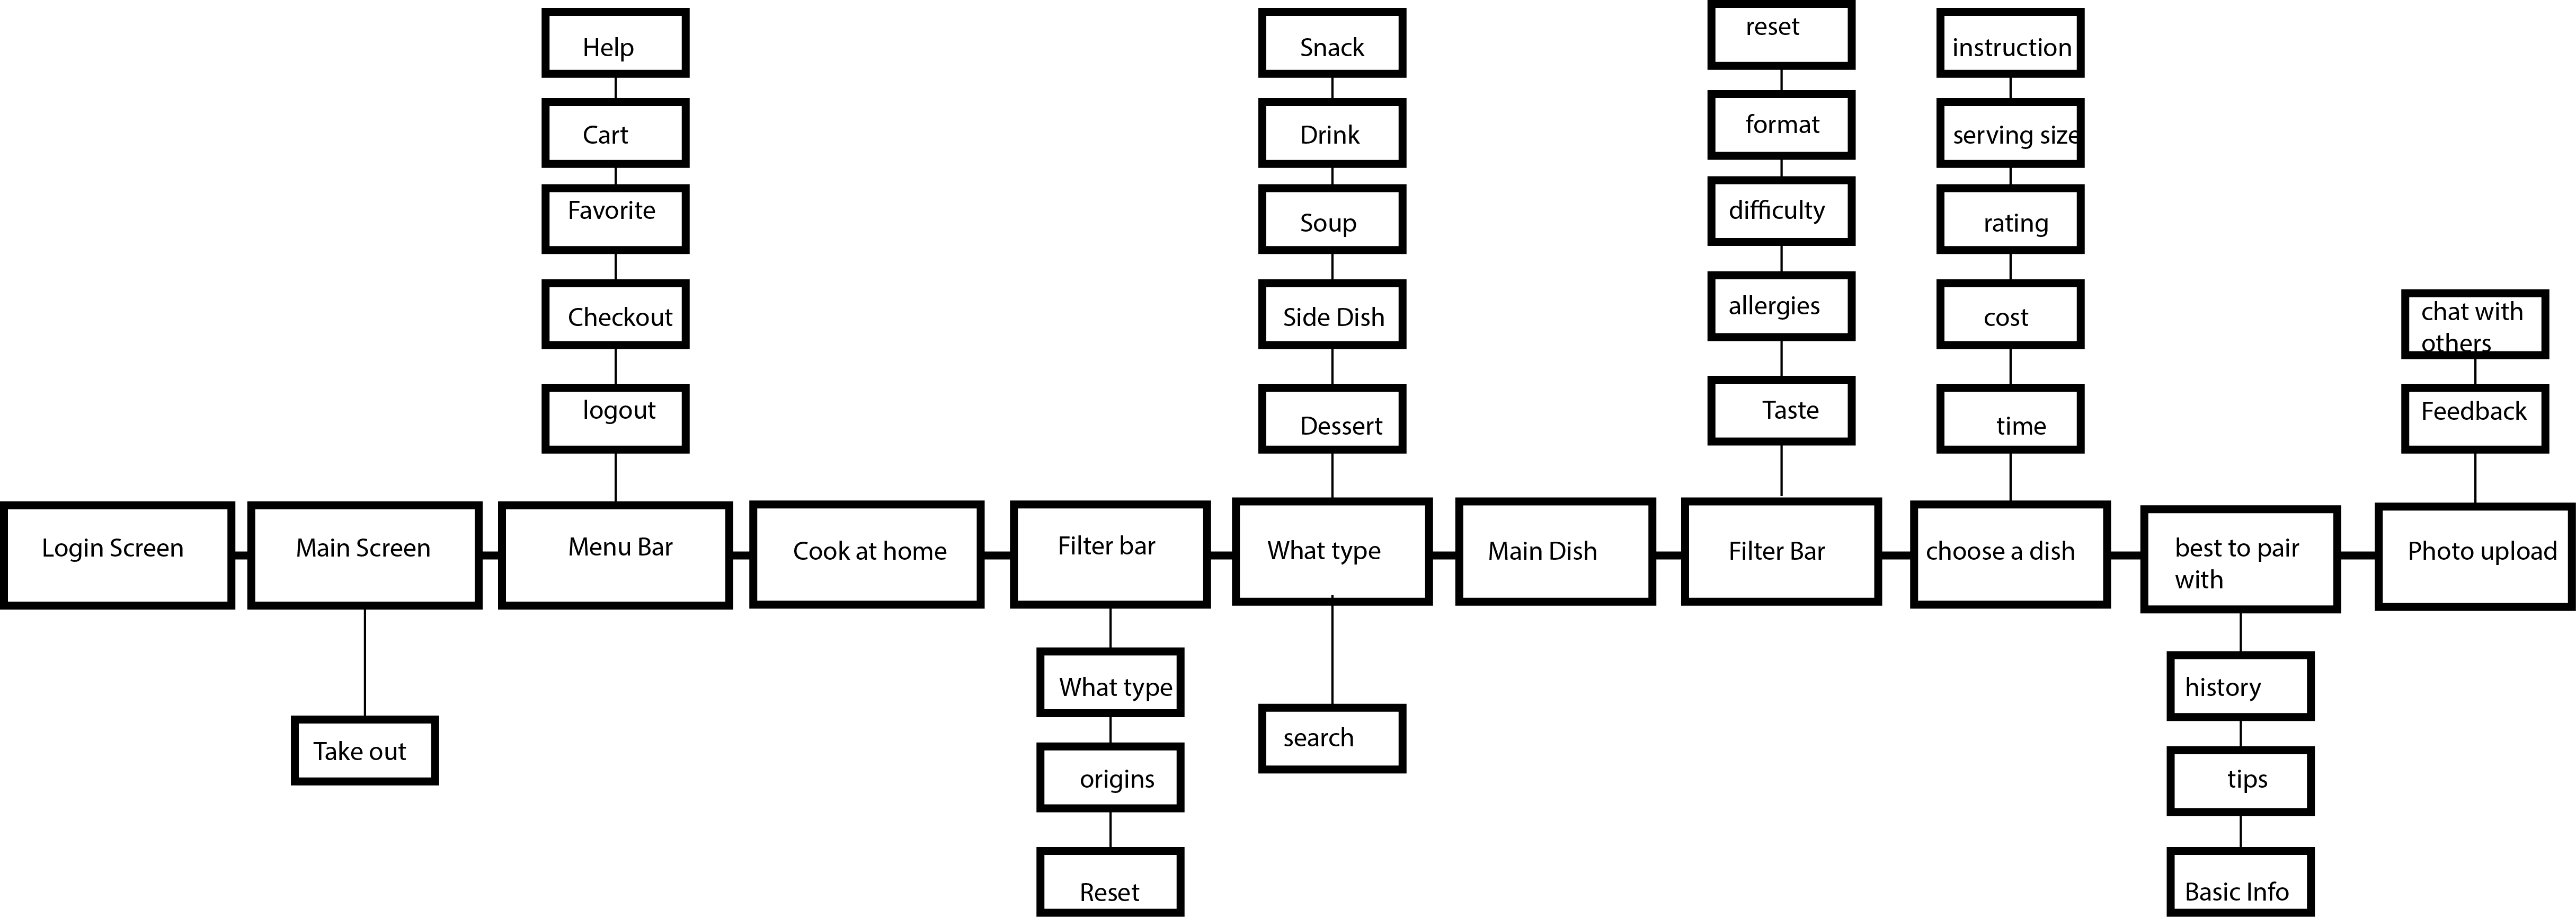 Help
Cart
Favorite
Checkout
logout
Snack
Drink
Soup
Side Dish
Dessert
reset
format
difficulty
allergies
Taste
instruction
serving size
rating
cost
time
chat with
others
Feedback
Login Screen
Main Screen
Menu Bar
Cook at home
Filter bar
What type
Main Dish
Filter Bar
choose a dish
best to pair
with
Photo upload
Take out
What type
origins
Reset
search
history
tips
Basic Info